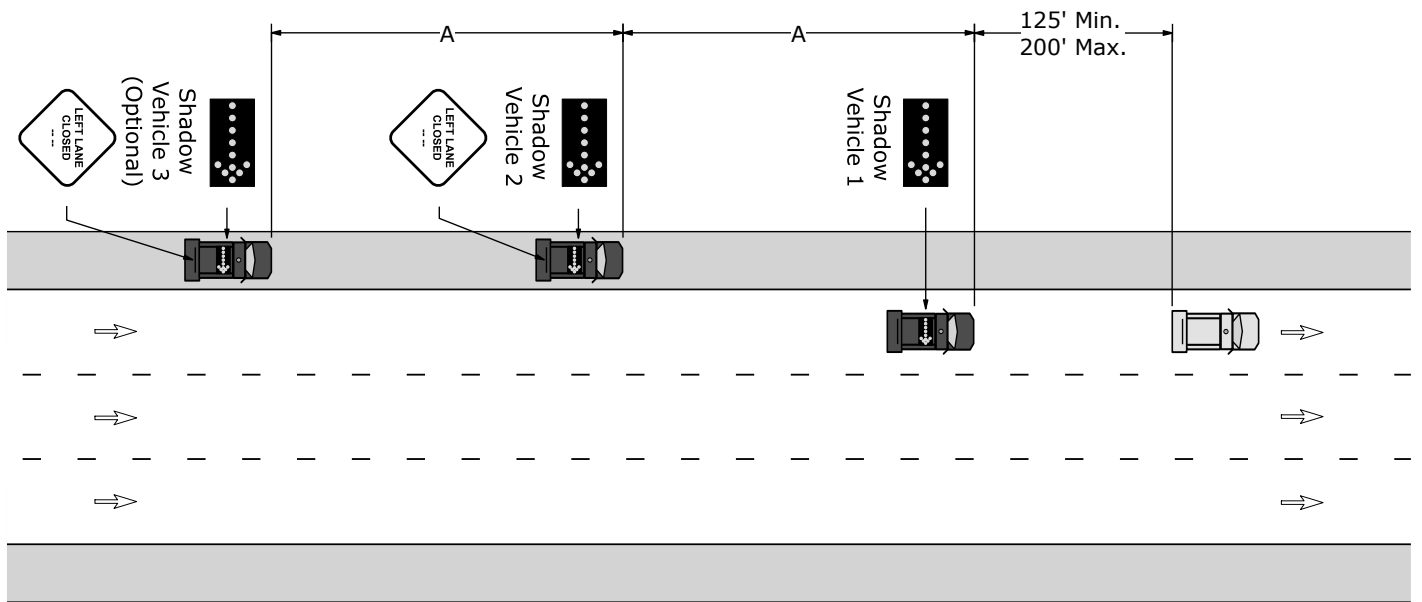 A
A
125' Min.
200' Max.
LEFT LANE
CLOSED
-- --
Shadow
Vehicle 3
(Optional)
LEFT LANE
CLOSED
-- --
Shadow
Vehicle 2
Shadow
Vehicle 1